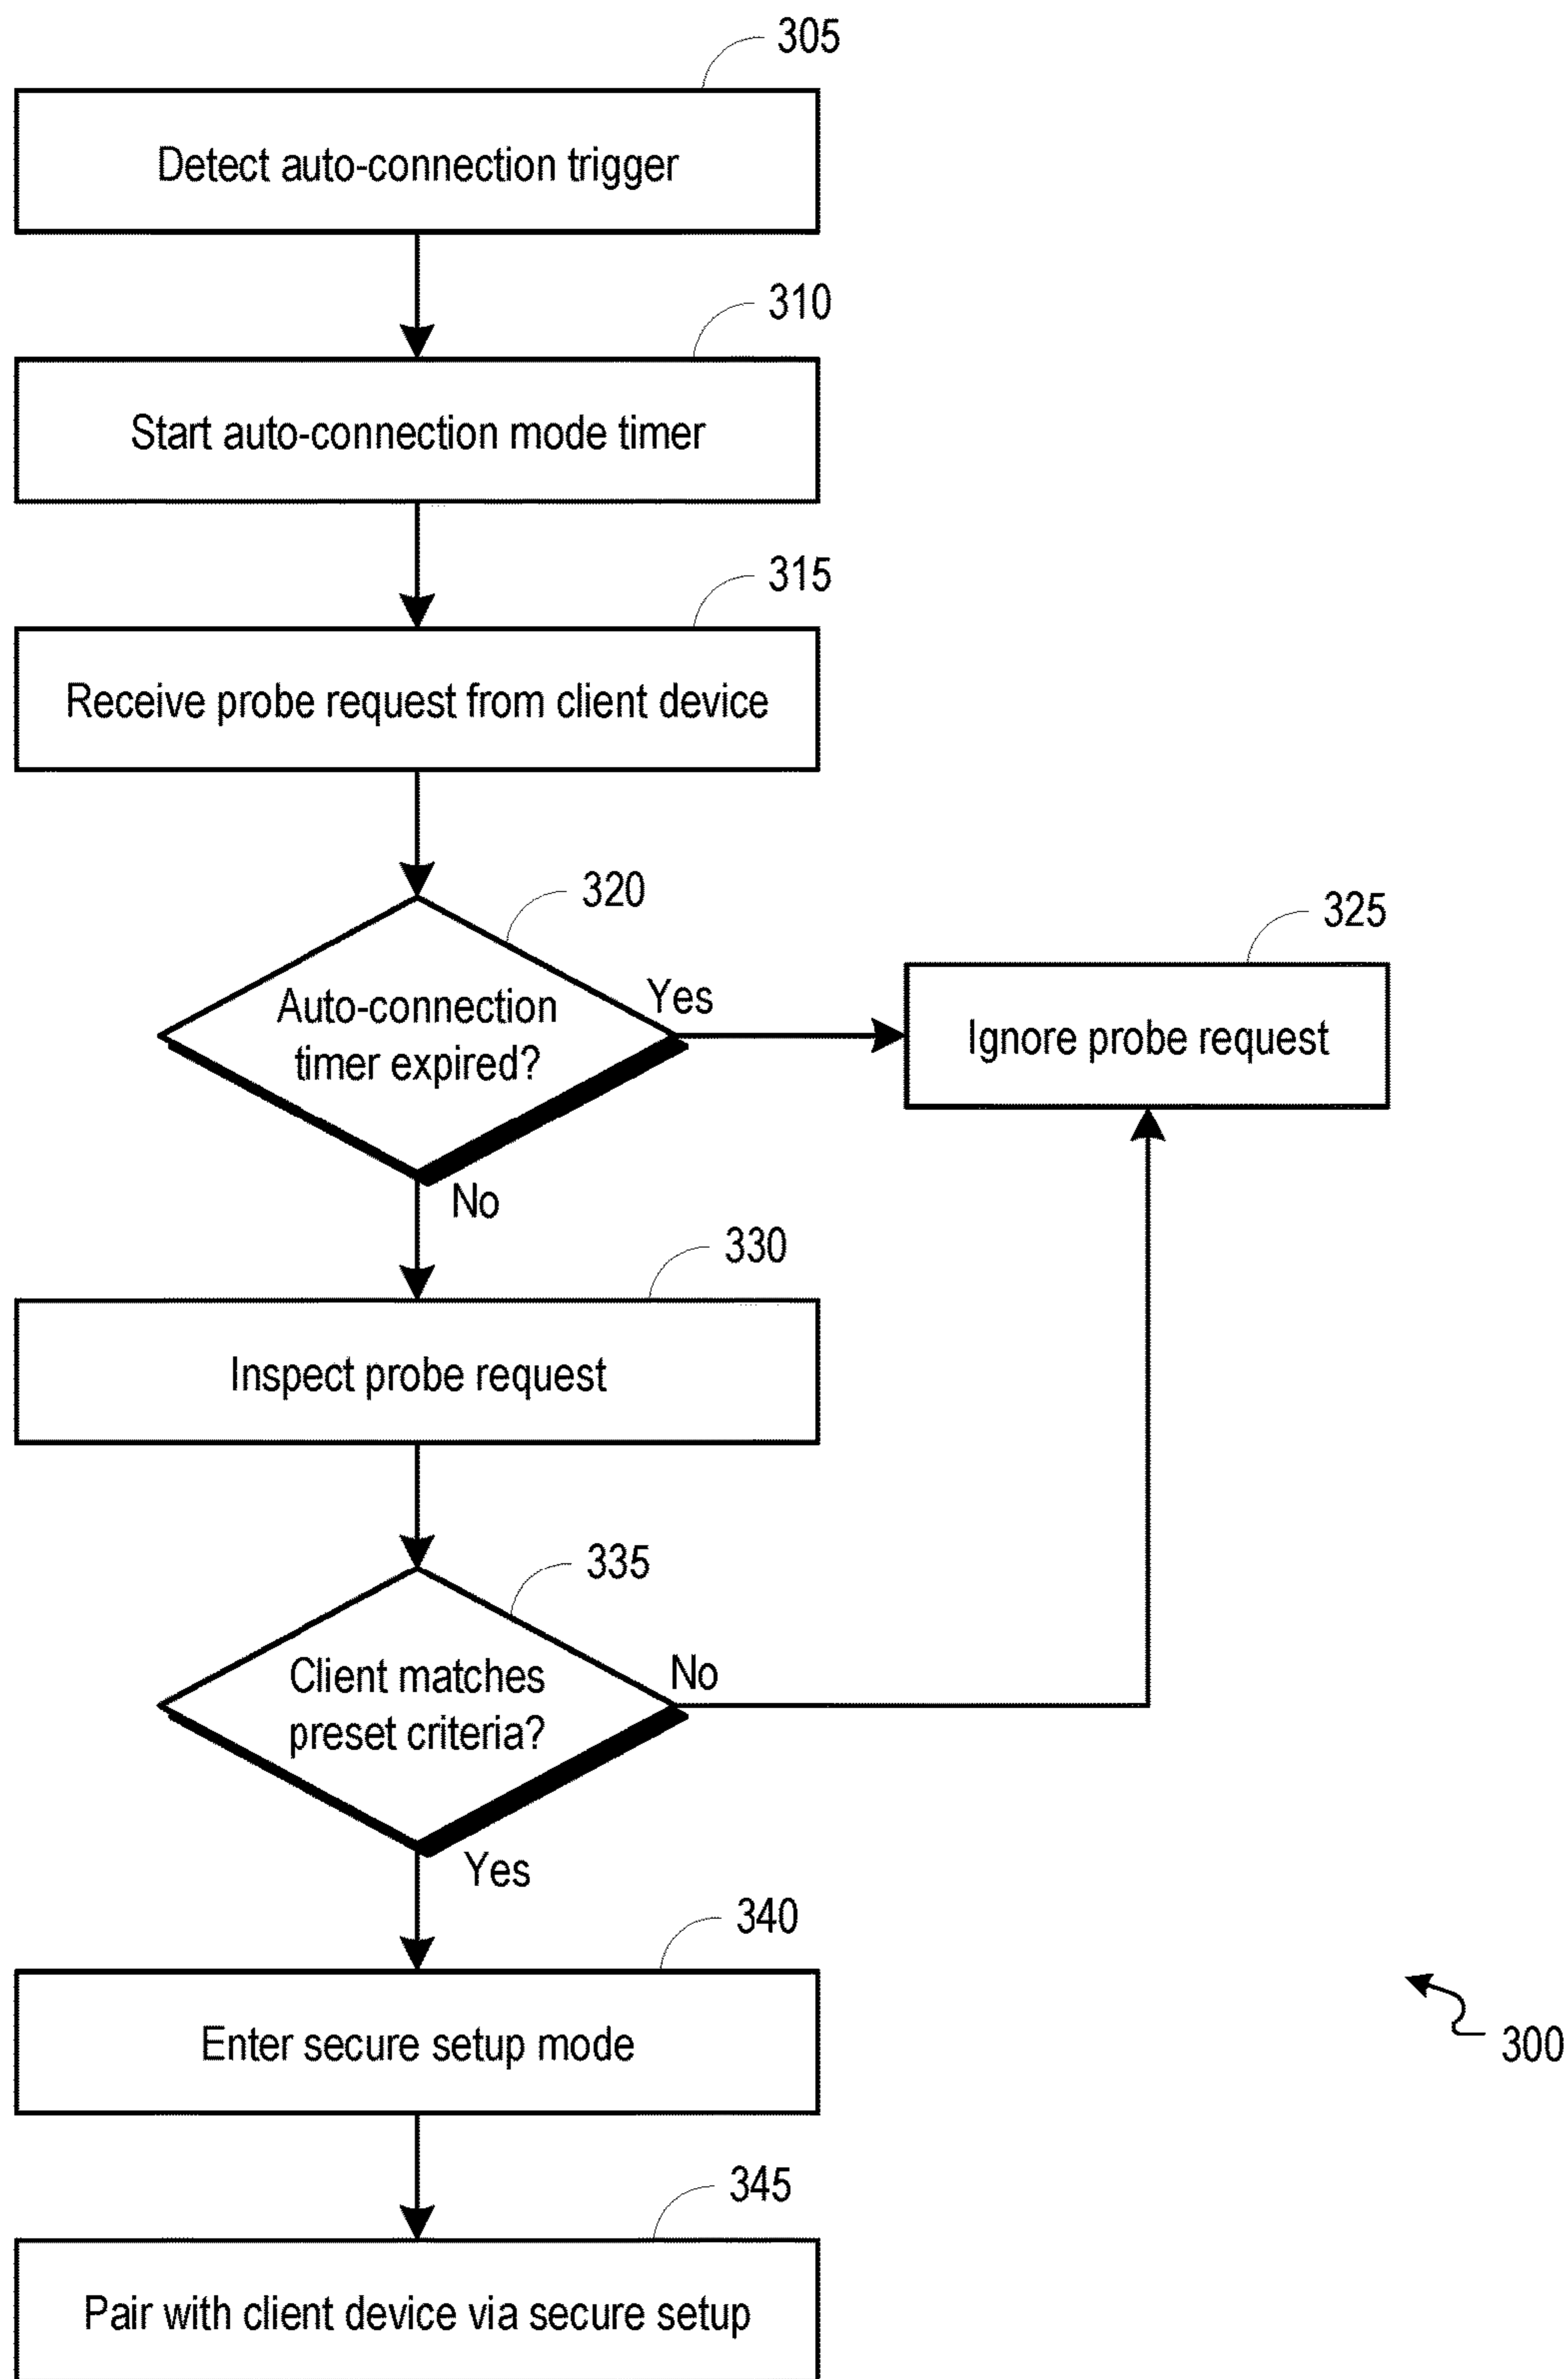 305
Detect auto-connection trigger
310
Start auto-connection mode timer
315
Receive probe request from client device
320
Auto-connection
timer expired?
Yes
325
Ignore probe request
No
330
Inspect probe request
335
Client matches
preset criteria?
No
Yes
340
Enter secure setup mode
300
345
Pair with client device via secure setup